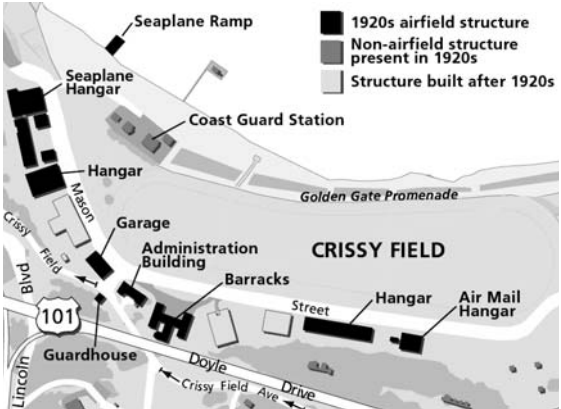 Seaplane Ramp
1920s airfield structure
Non-airfield structure
present in 1920s
Structure built after 1920s
Seaplane
Hangar
Coast Guard Station
Hangar
Mason
Golden Gate Promenade
Crissy
Field
Garage
CRISSY FIELD
Administration
Building
Barracks
Street
Hangar
Air Mail
Hangar
Blvd
101
Guardhouse
Lincoln
Doyle
Drive
Crissy Field Ave